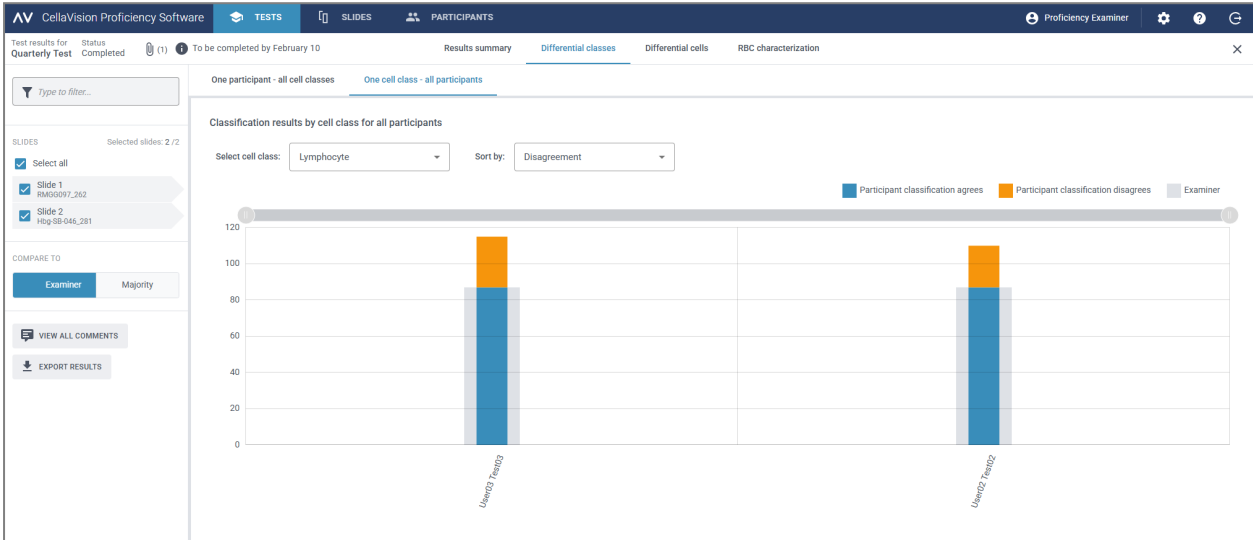 CellaVision Proficiency Software
TESTS
SLIDES
PARTICIPANTS
Proficiency Examiner
Test results for
Quarterly Test
Status
Completed
(1)
To be completed by February 10
Results summary
Differential classes
Differential cells
RBC characterization
Type to filter...
SLIDES
Selected slides: 2 /2
Select all
Slide 1
RMGG097_262
Slide 2
Hbg-SB-046_281
COMPARE TO
Examiner
Majority
VIEW ALL COMMENTS
EXPORT RESULTS
One participant - all cell classes
One cell class - all participants
Classification results by cell class for all participants
Select cell class:
Lymphocyte
Sort by:
Disagreement
Participant classification agrees
Participant classification disagrees
Examiner
120
100
80
60
40
20
0
User03 Test03
User02 Test02